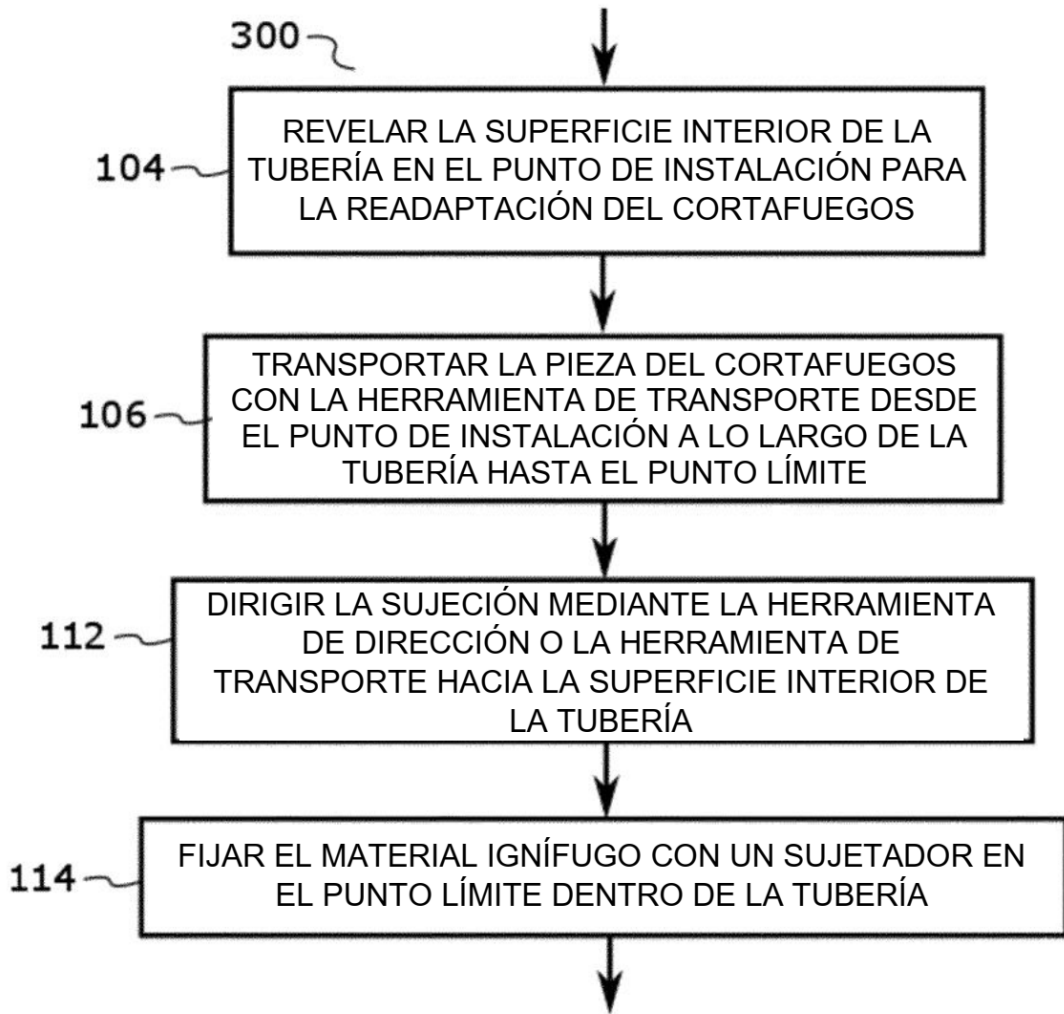 300
104
REVELAR LA SUPERFICIE INTERIOR DE LA
TUBERÍA EN EL PUNTO DE INSTALACIÓN PARA
LA READAPTACIÓN DEL CORTAFUEGOS
106
TRANSPORTAR LA PIEZA DEL CORTAFUEGOS
CON LA HERRAMIENTA DE TRANSPORTE DESDE
EL PUNTO DE INSTALACIÓN A LO LARGO DE LA
TUBERÍA HASTA EL PUNTO LÍMITE
112
DIRIGIR LA SUJECIÓN MEDIANTE LA HERRAMIENTA
DE DIRECCIÓN O LA HERRAMIENTA DE
TRANSPORTE HACIA LA SUPERFICIE INTERIOR DE
LA TUBERÍA
114
FIJAR EL MATERIAL IGNÍFUGO CON UN SUJETADOR EN
EL PUNTO LÍMITE DENTRO DE LA TUBERÍA